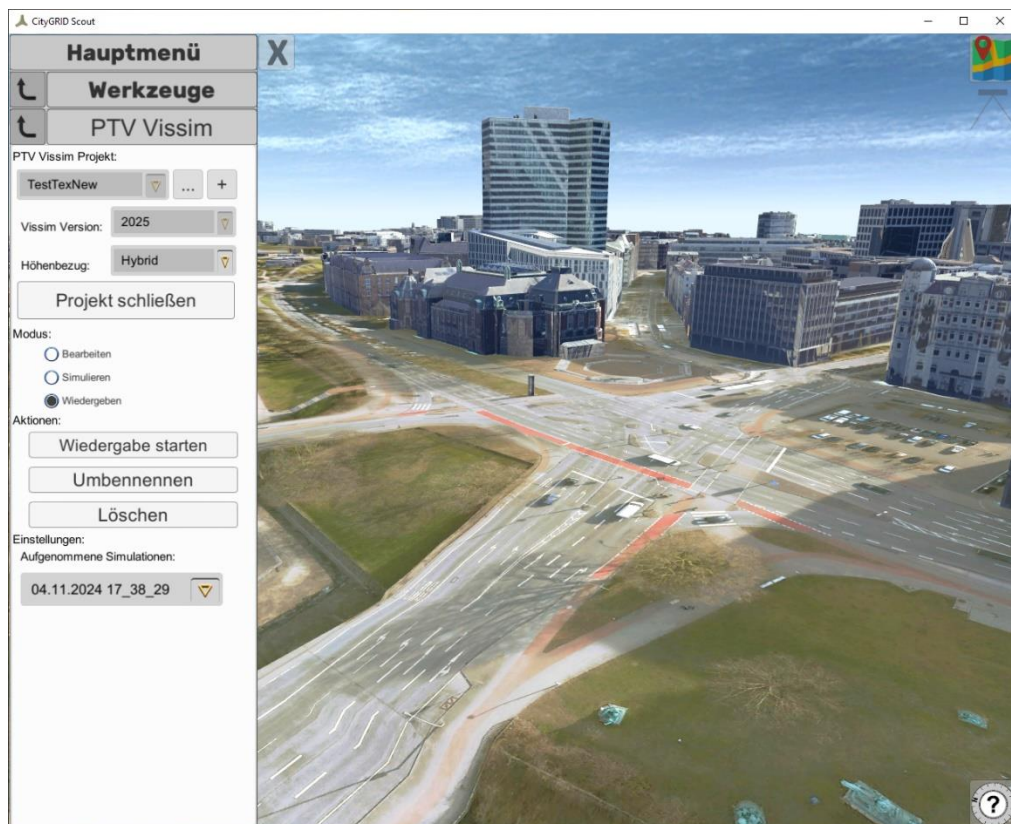 CityGRID Scout
Hauptmenü
X
Werkzeuge
PTV Vissim
PTV Vissim Projekt:
TestTexNew ... +
Vissim Version: 2025
Höhenbezug: Hybrid
Projekt schließen
Modus:
Bearbeiten
Simulieren
Wiedergeben
Aktionen:
Wiedergabe starten
Umbennennen
Löschen
Einstellungen:
Aufgenommene Simulationen:
04.11.2024 17_38_29
N
?